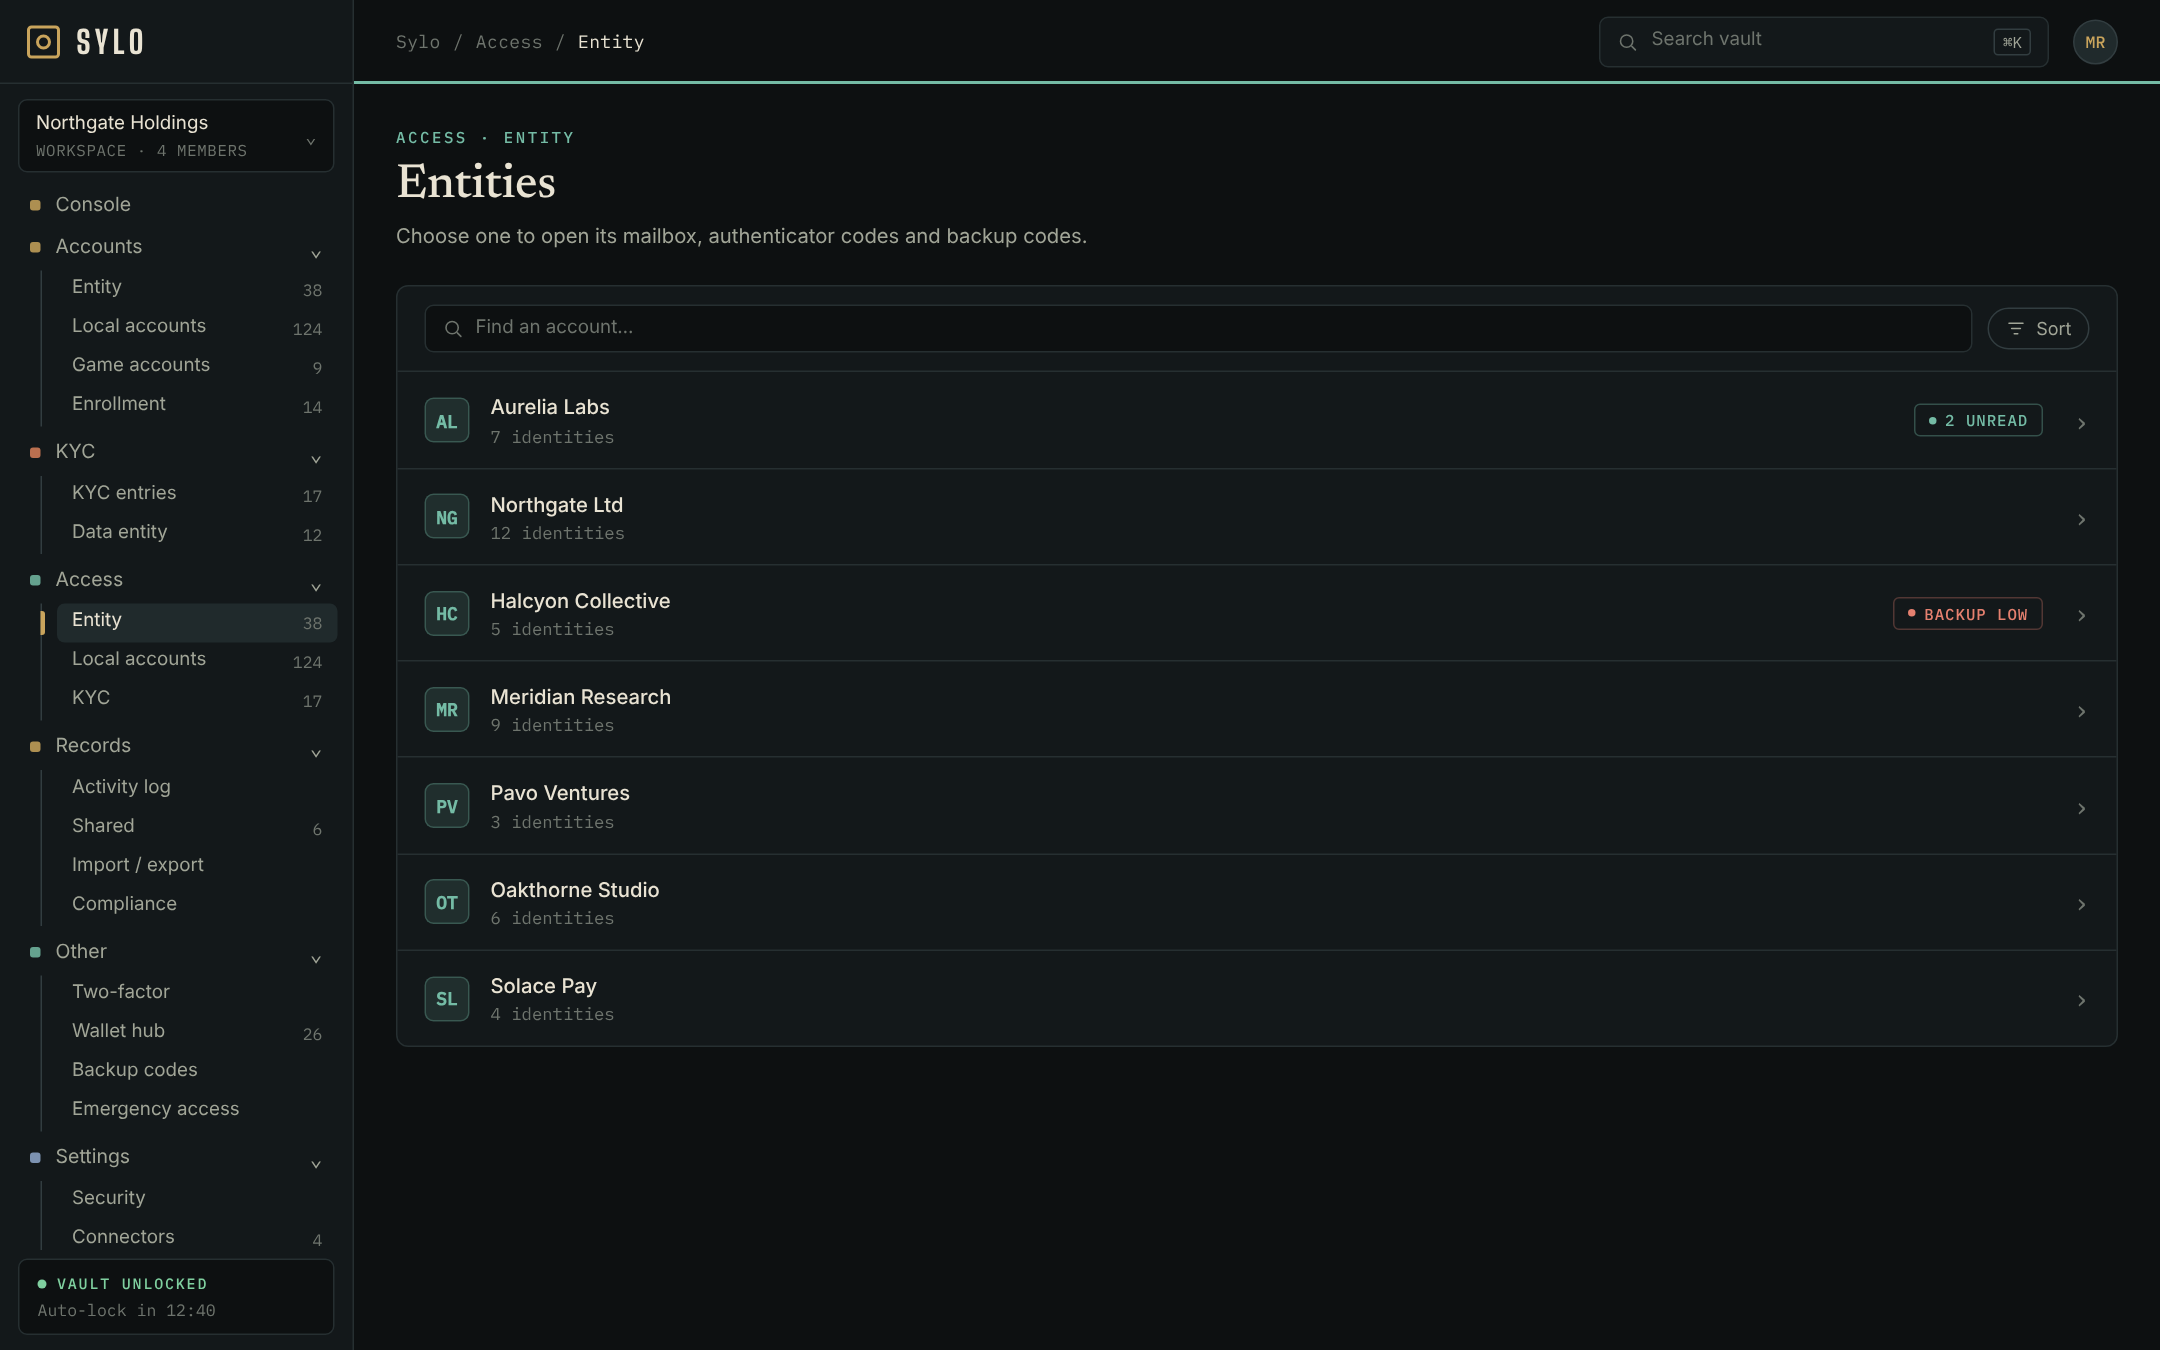 SYLO
Sylo / Access / Entity
Search vault
⌘K
MR
Northgate Holdings
WORKSPACE · 4 MEMBERS
Console
Accounts
Entity 38
Local accounts 124
Game accounts 9
Enrollment 14
KYC
KYC entries 17
Data entity 12
Access
Entity 38
Local accounts 124
KYC 17
Records
Activity log
Shared 6
Import / export
Compliance
Other
Two-factor
Wallet hub 26
Backup codes
Emergency access
Settings
Security
Connectors 4
VAULT UNLOCKED
Auto-lock in 12:40
ACCESS · ENTITY
Entities
Choose one to open its mailbox, authenticator codes and backup codes.
Find an account...
Sort
AL
Aurelia Labs
7 identities
2 UNREAD
NG
Northgate Ltd
12 identities
HC
Halcyon Collective
5 identities
BACKUP LOW
MR
Meridian Research
9 identities
PV
Pavo Ventures
3 identities
OT
Oakthorne Studio
6 identities
SL
Solace Pay
4 identities